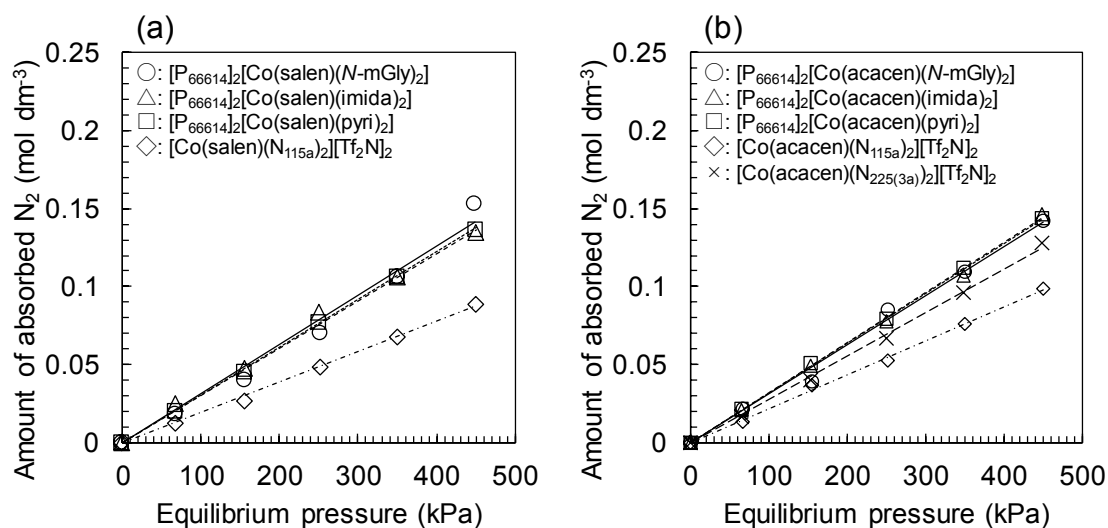 (a)
0.25
0.2
0.15
0.1
0.05
0
0 100 200 300 400 500
Amount of absorbed N₂ (mol dm⁻³)
Equilibrium pressure (kPa)
○: [P₆₆₆₁₄]₂[Co(salen)(N-mGly)₂]
△: [P₆₆₆₁₄]₂[Co(salen)(imida)₂]
□: [P₆₆₆₁₄]₂[Co(salen)(pyri)₂]
◇: [Co(salen)(N₁₁₅ₐ)₂][Tf₂N]₂
(b)
0.25
0.2
0.15
0.1
0.05
0
0 100 200 300 400 500
Amount of absorbed N₂ (mol dm⁻³)
Equilibrium pressure (kPa)
○: [P₆₆₆₁₄]₂[Co(acacen)(N-mGly)₂]
△: [P₆₆₆₁₄]₂[Co(acacen)(imida)₂]
□: [P₆₆₆₁₄]₂[Co(acacen)(pyri)₂]
◇: [Co(acacen)(N₁₁₅ₐ)₂][Tf₂N]₂
×: [Co(acacen)(N₂₂₅₍₃ₐ₎)₂][Tf₂N]₂